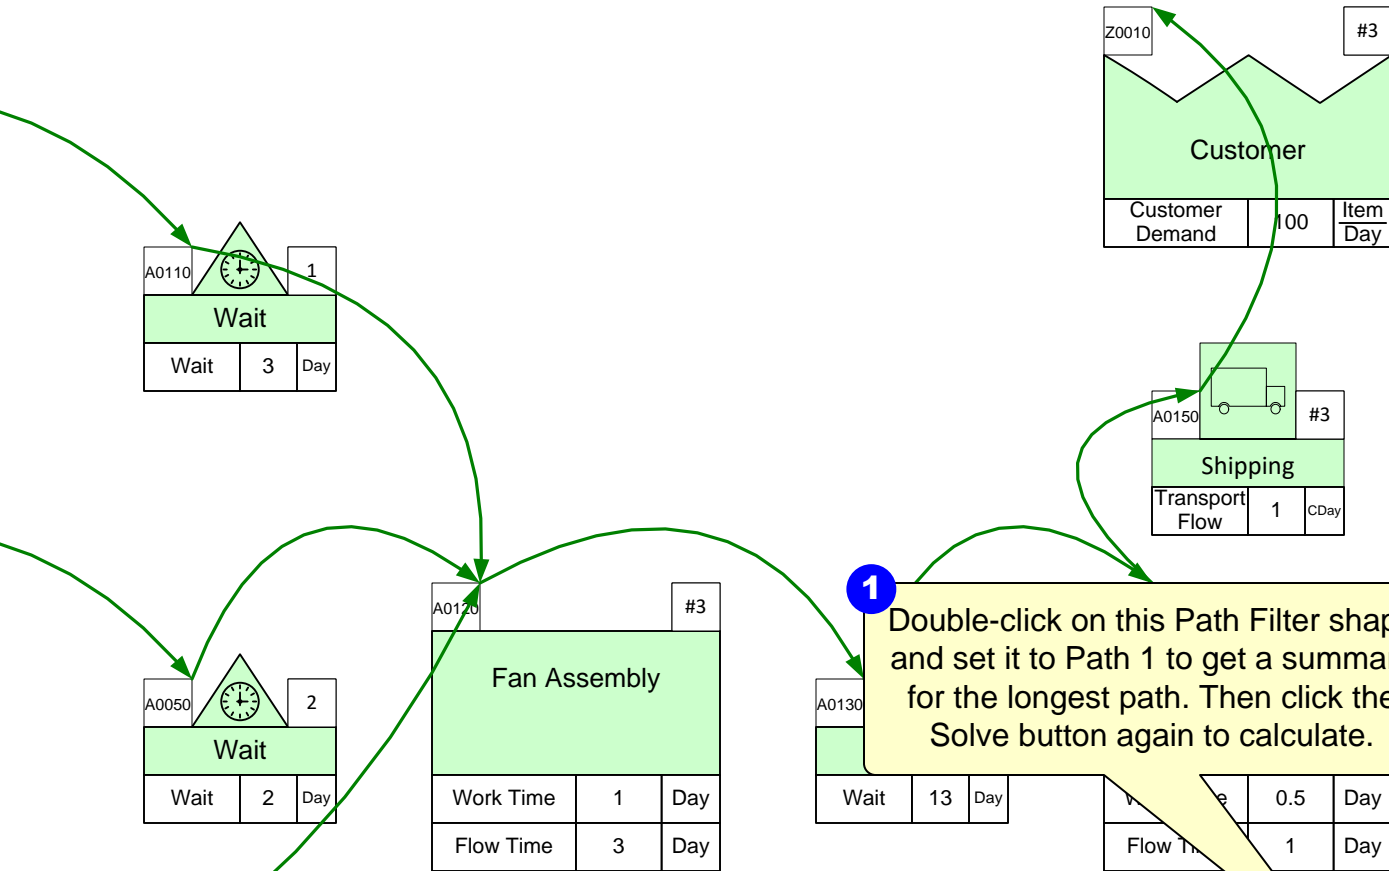 Z0010
#3
Customer
Customer Demand
100
Item
Day
A0110
1
Wait
Wait
3
Day
A0150
#3
Shipping
Transport
Flow
1
CDay
A0120
#3
Fan Assembly
Work Time
1
Day
Flow Time
3
Day
A0050
2
Wait
Wait
2
Day
A0130
Wait
13
Day
1
Double-click on this Path Filter
and set it to Path 1 to get a
for the longest path. Then click the
Solve button again to calculate.
0.5
Day
Flow
1
Day